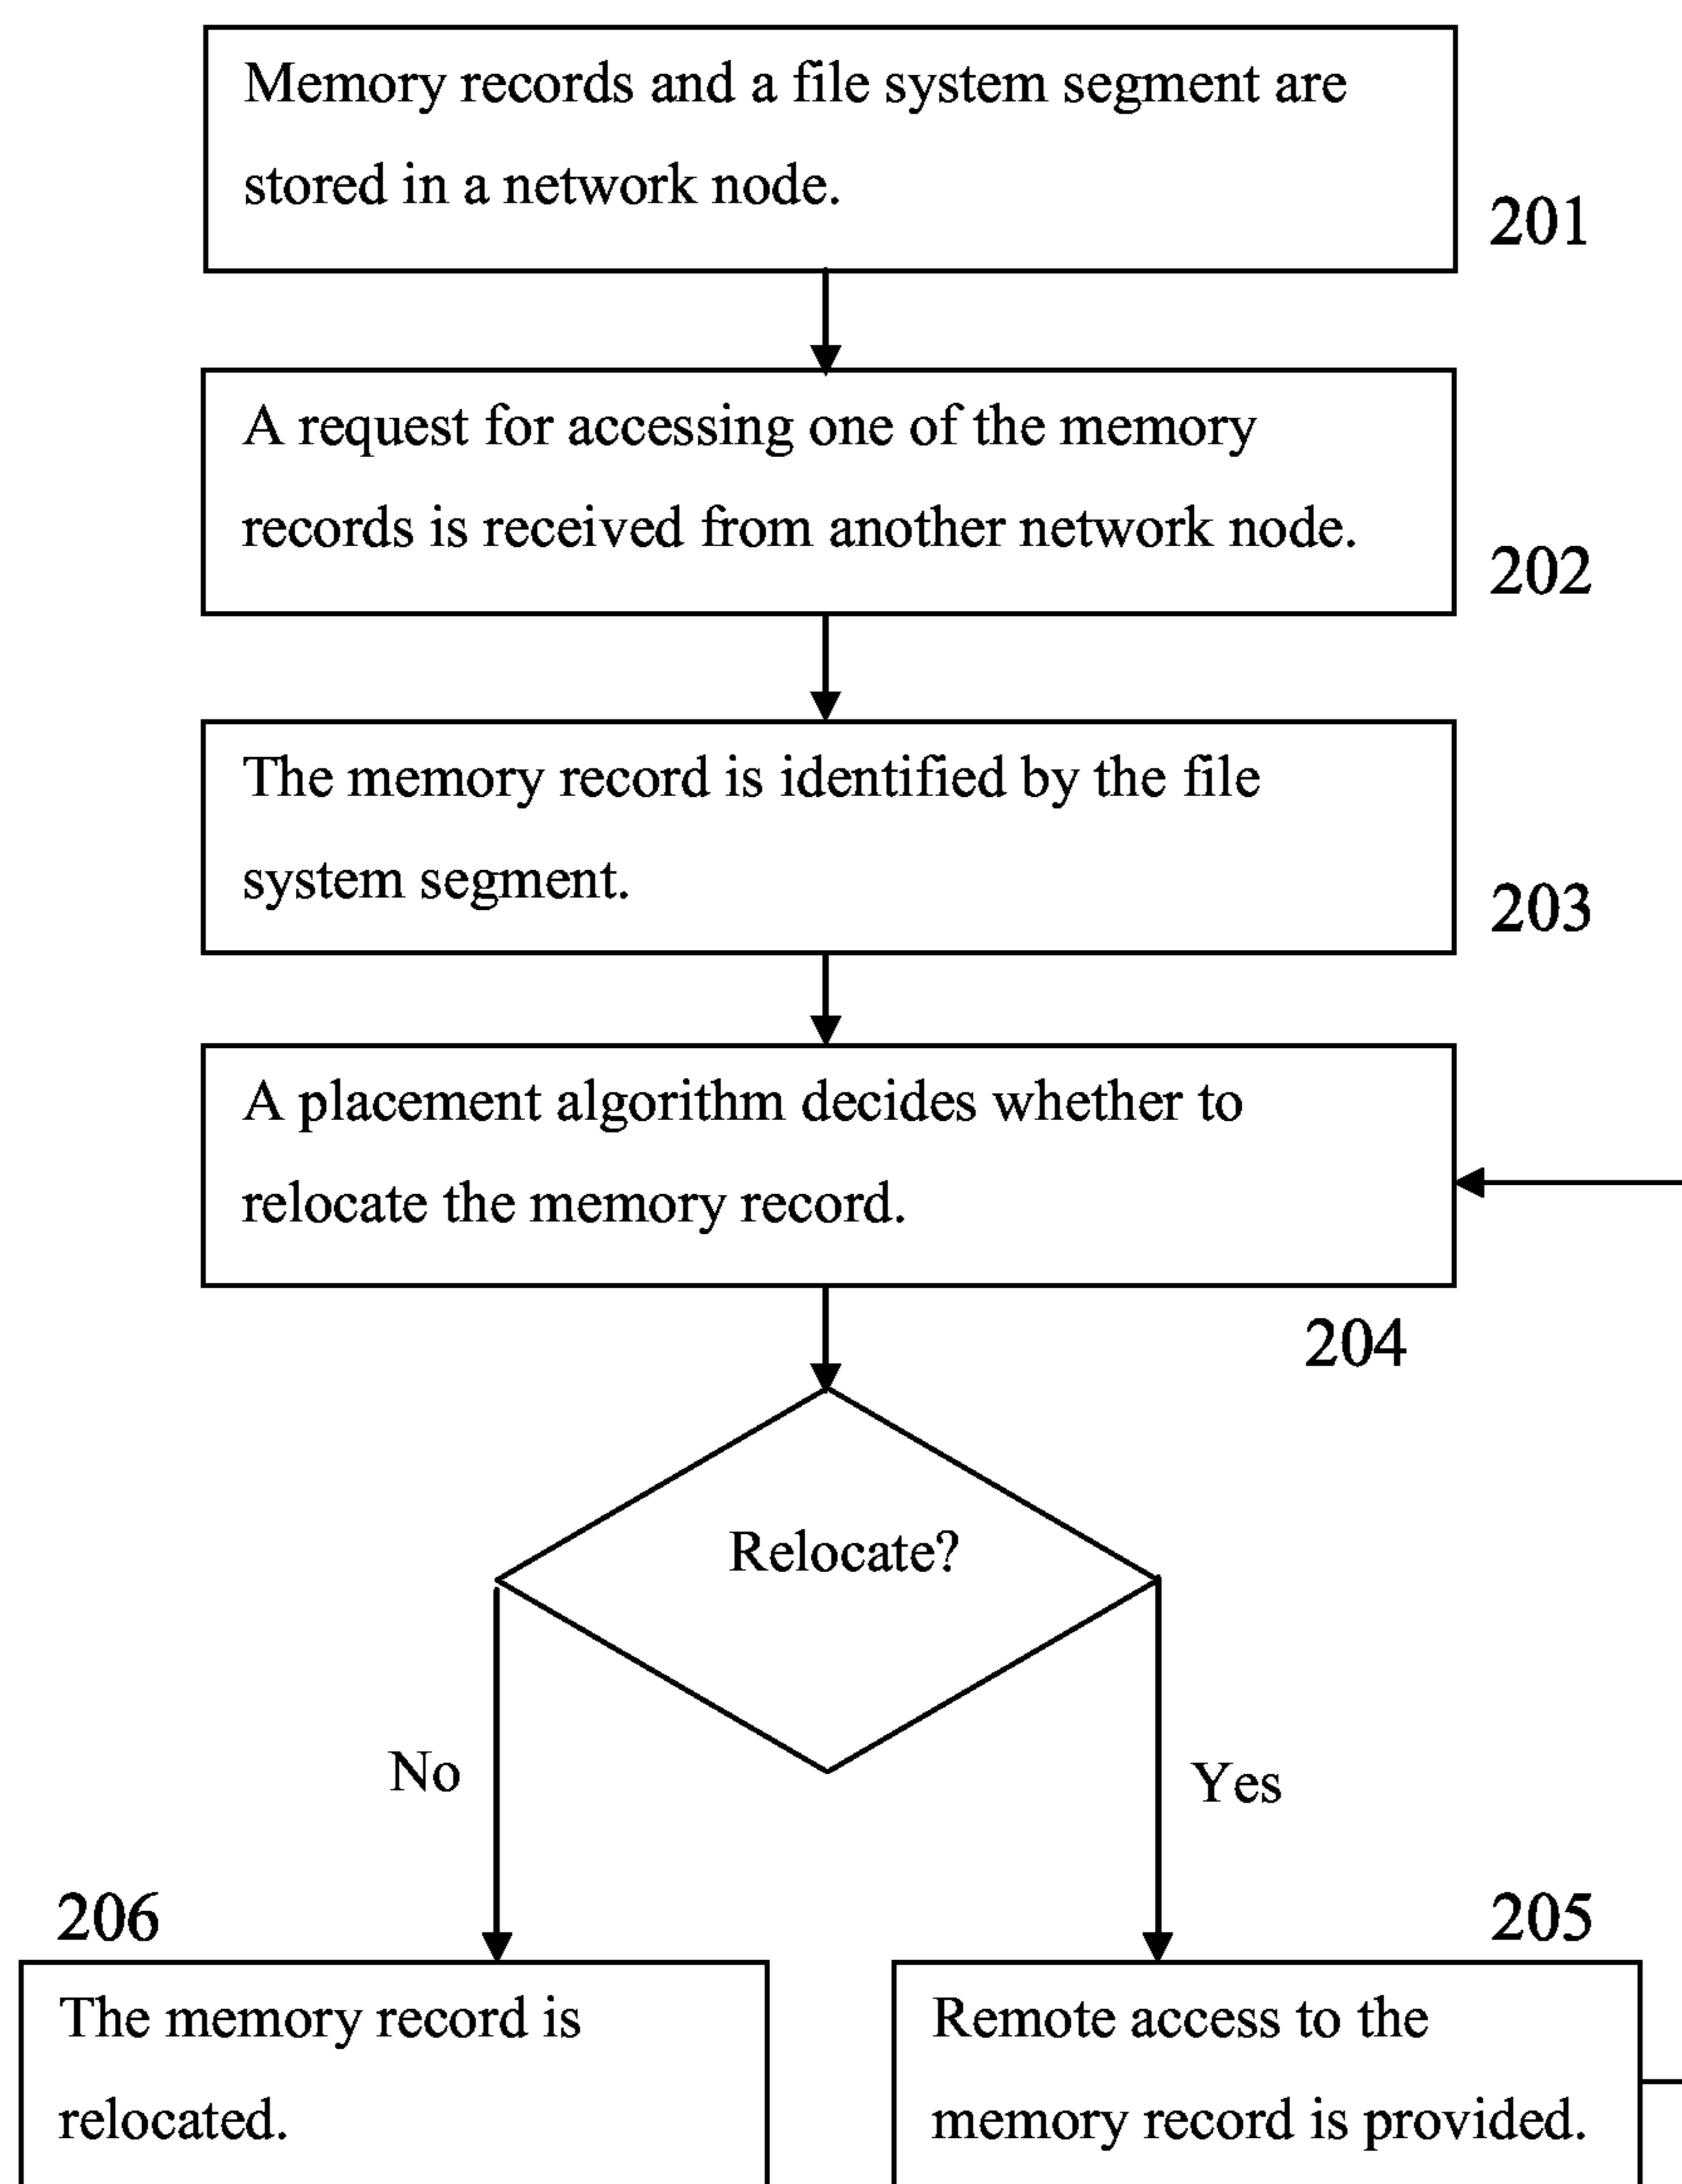 Memory records and a file system segment are
stored in a network node.
201
A request for accessing one of the memory
records is received from another network node.
202
The memory record is identified by the file
system segment.
203
A placement algorithm decides whether to
relocate the memory record.
204
Relocate?
No
Yes
206
The memory record is
relocated.
205
Remote access to the
memory record is provided.